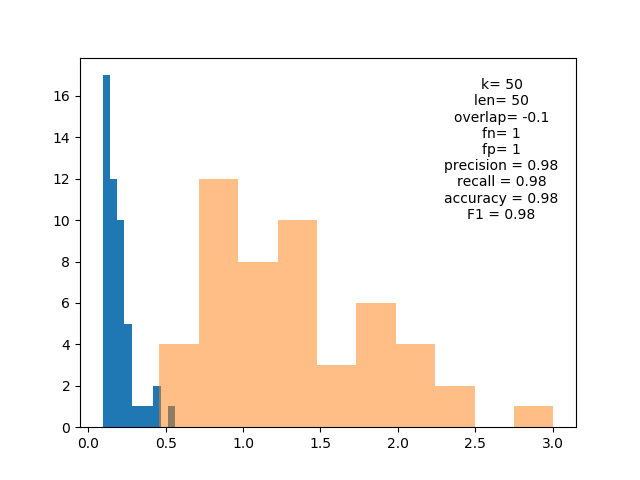 k= 50
len= 50
overlap= -0.1
fn= 1
fp= 1
precision = 0.98
recall = 0.98
accuracy = 0.98
F1 = 0.98
16
14
12
10
8
6
4
2
0
0.0 0.5 1.0 1.5 2.0 2.5 3.0